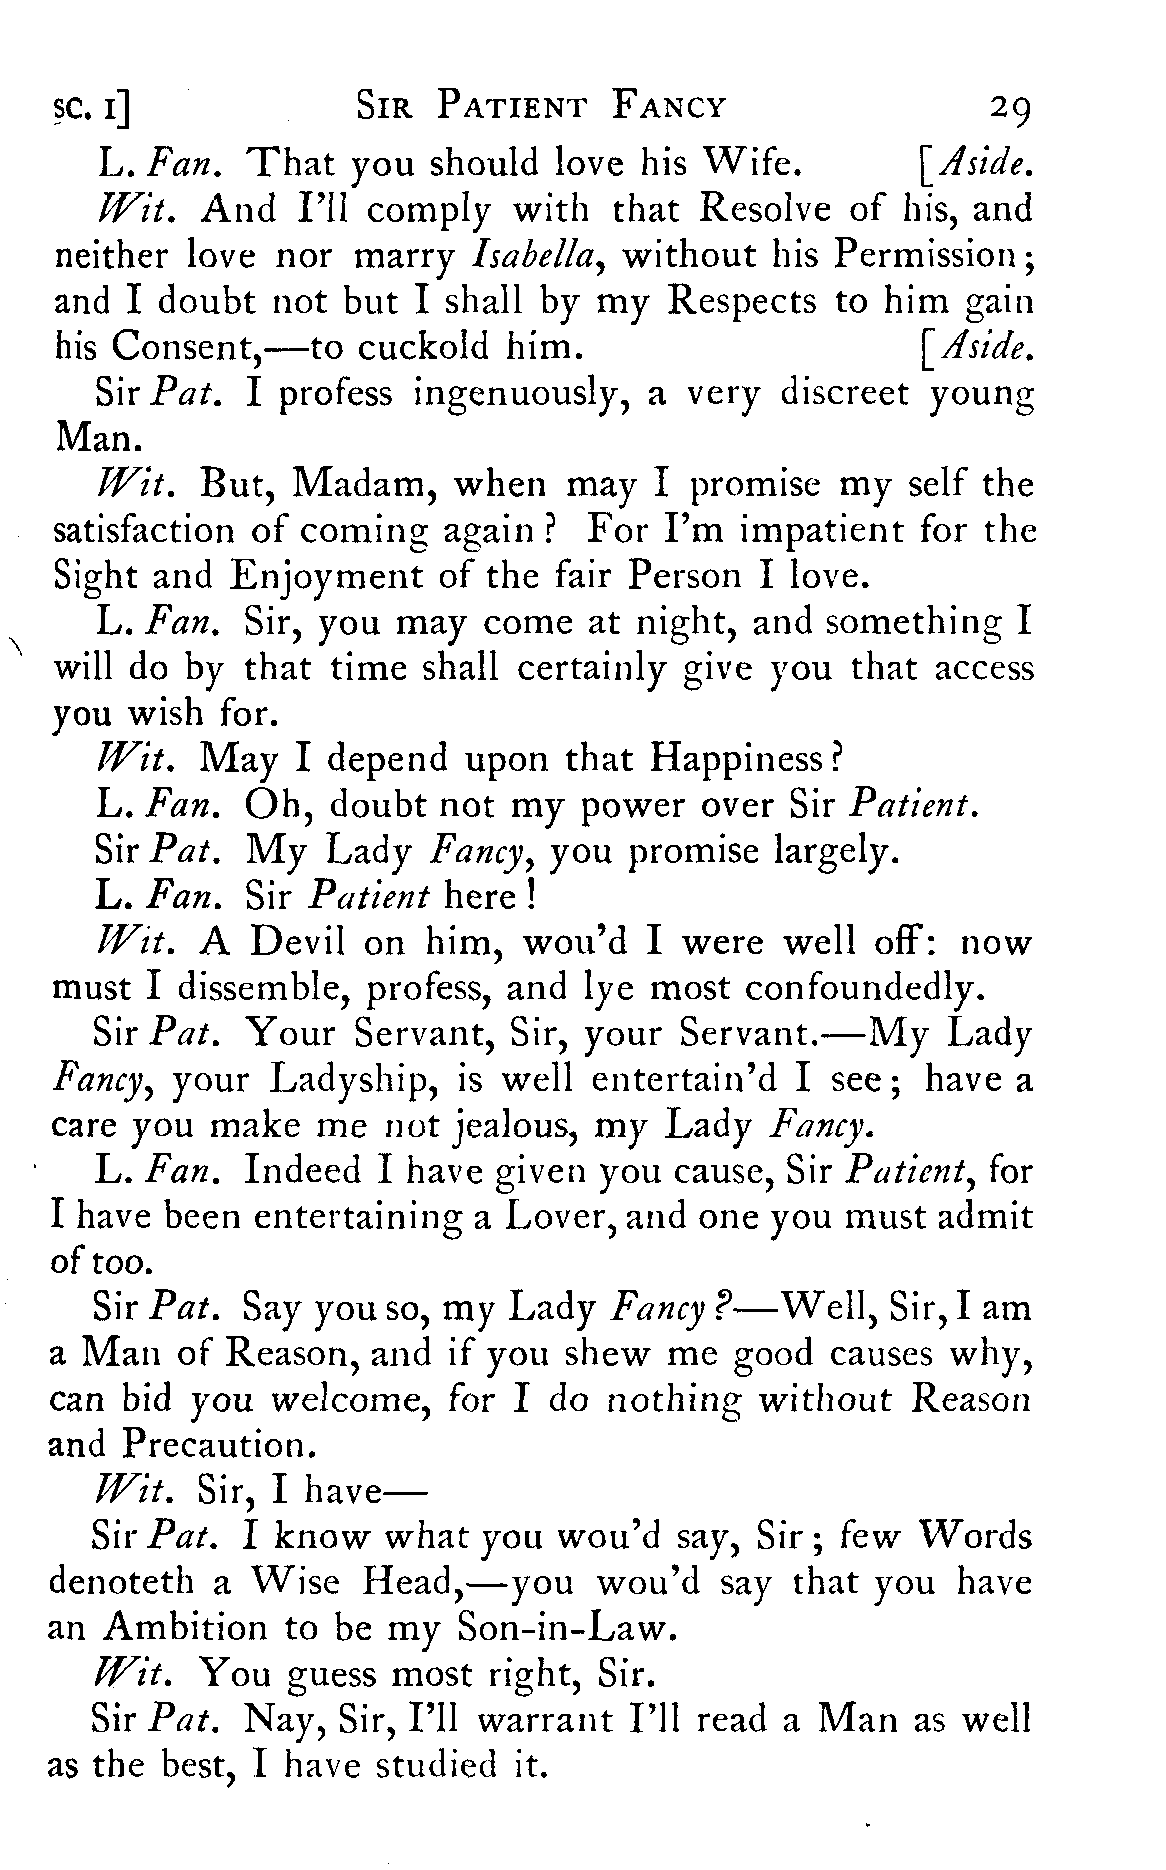 SC. I] SIR PATIENT FANCY 29
L. Fan. That you should love his Wife. [Aside.
Wit. And I'll comply with that Resolve of his, and
neither love nor marry Isabella, without his Permission;
and I doubt not but I shall by my Respects to him gain
his Consent,—to cuckold him. [Aside.
Sir Pat. I profess ingenuously, a very discreet young
Man.
Wit. But, Madam, when may I promise my self the
satisfaction of coming again? For I'm impatient for the
Sight and Enjoyment of the fair Person I love.
L. Fan. Sir, you may come at night, and something I
will do by that time shall certainly give you that access
you wish for.
Wit. May I depend upon that Happiness?
L. Fan. Oh, doubt not my power over Sir Patient.
Sir Pat. My Lady Fancy, you promise largely.
L. Fan. Sir Patient here!
Wit. A Devil on him, wou'd I were well off: now
must I dissemble, profess, and lye most confoundedly.
Sir Pat. Your Servant, Sir, your Servant.—My Lady
Fancy, your Ladyship, is well entertain'd I see; have a
care you make me not jealous, my Lady Fancy.
L. Fan. Indeed I have given you cause, Sir Patient, for
I have been entertaining a Lover, and one you must admit
of too.
Sir Pat. Say you so, my Lady Fancy?—Well, Sir, I am
a Man of Reason, and if you shew me good causes why,
can bid you welcome, for I do nothing without Reason
and Precaution.
Wit. Sir, I have—
Sir Pat. I know what you wou'd say, Sir; few Words
denoteth a Wise Head,—you wou'd say that you have
an Ambition to be my Son-in-Law.
Wit. You guess most right, Sir.
Sir Pat. Nay, Sir, I'll warrant I'll read a Man as well
as the best, I have studied it.